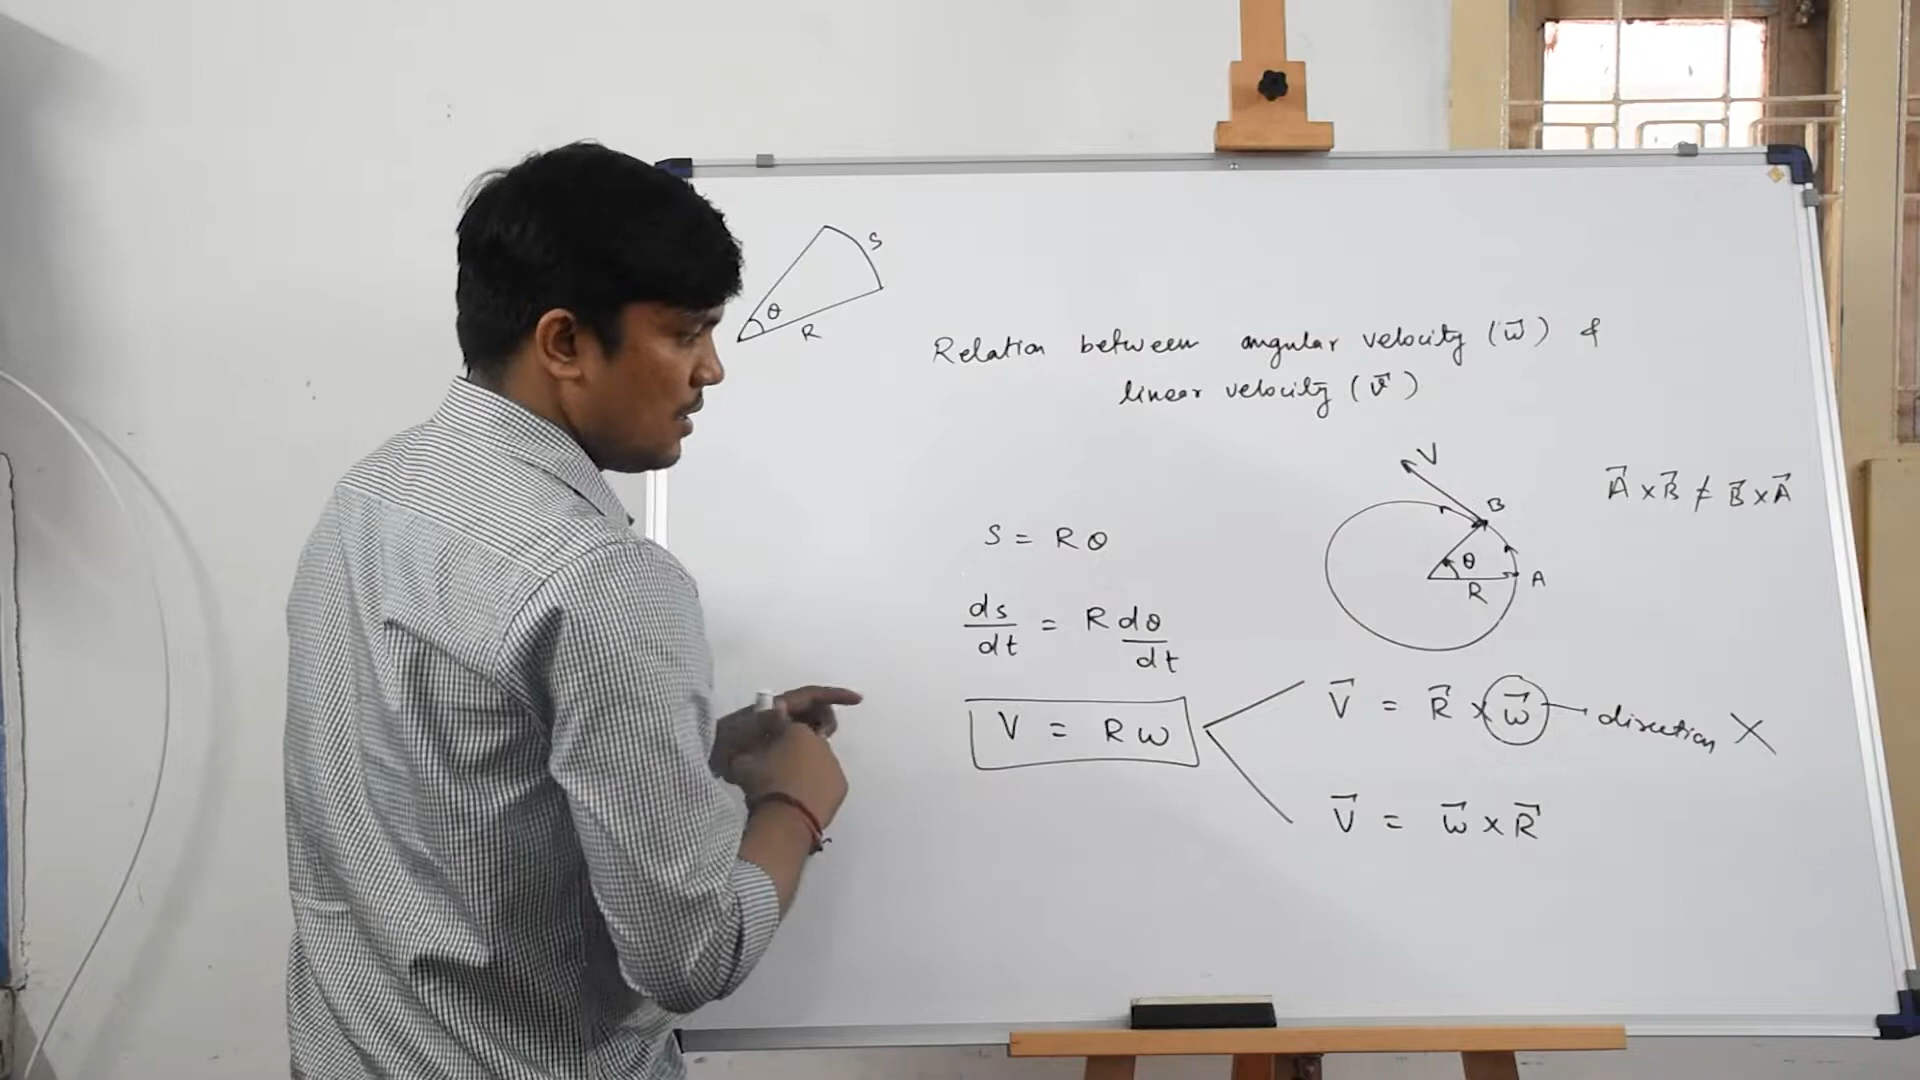 S
θ
R
Relation between angular velocity (ω⃗) &
linear velocity (v⃗)
V
B
θ
R
A
A⃗ × B⃗ ≠ B⃗ × A⃗
S = Rθ
ds/dt = R dθ/dt
V = Rω
V⃗ = R⃗ × ω⃗ direction X
V⃗ = ω⃗ × R⃗